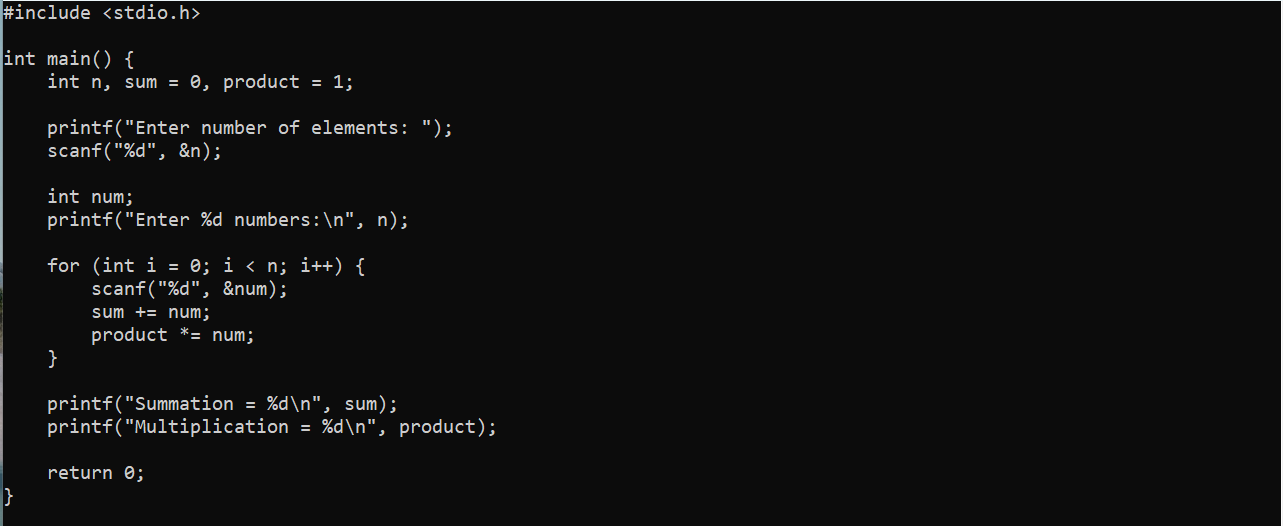 #include <stdio.h>

int main() {
    int n, sum = 0, product = 1;

    printf("Enter number of elements: ");
    scanf("%d", &n);

    int num;
    printf("Enter %d numbers:\n", n);

    for (int i = 0; i < n; i++) {
        scanf("%d", &num);
        sum += num;
        product *= num;
    }

    printf("Summation = %d\n", sum);
    printf("Multiplication = %d\n", product);

    return 0;
}